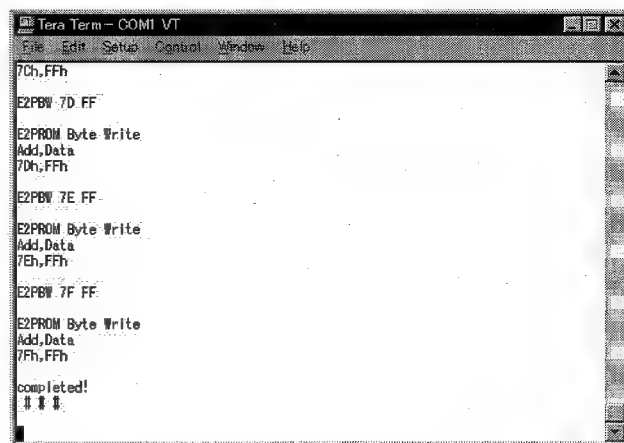 Tera Term - COM1 VT
File Edit Setup Control Window Help
7Ch,FFh
E2PBW 7D FF
E2PROM Byte Write
Add,Data
7Dh,FFh
E2PBW 7E FF
E2PROM Byte Write
Add,Data
7Eh,FFh
E2PBW 7F FF
E2PROM Byte Write
Add,Data
7Fh,FFh
completed!
# # #